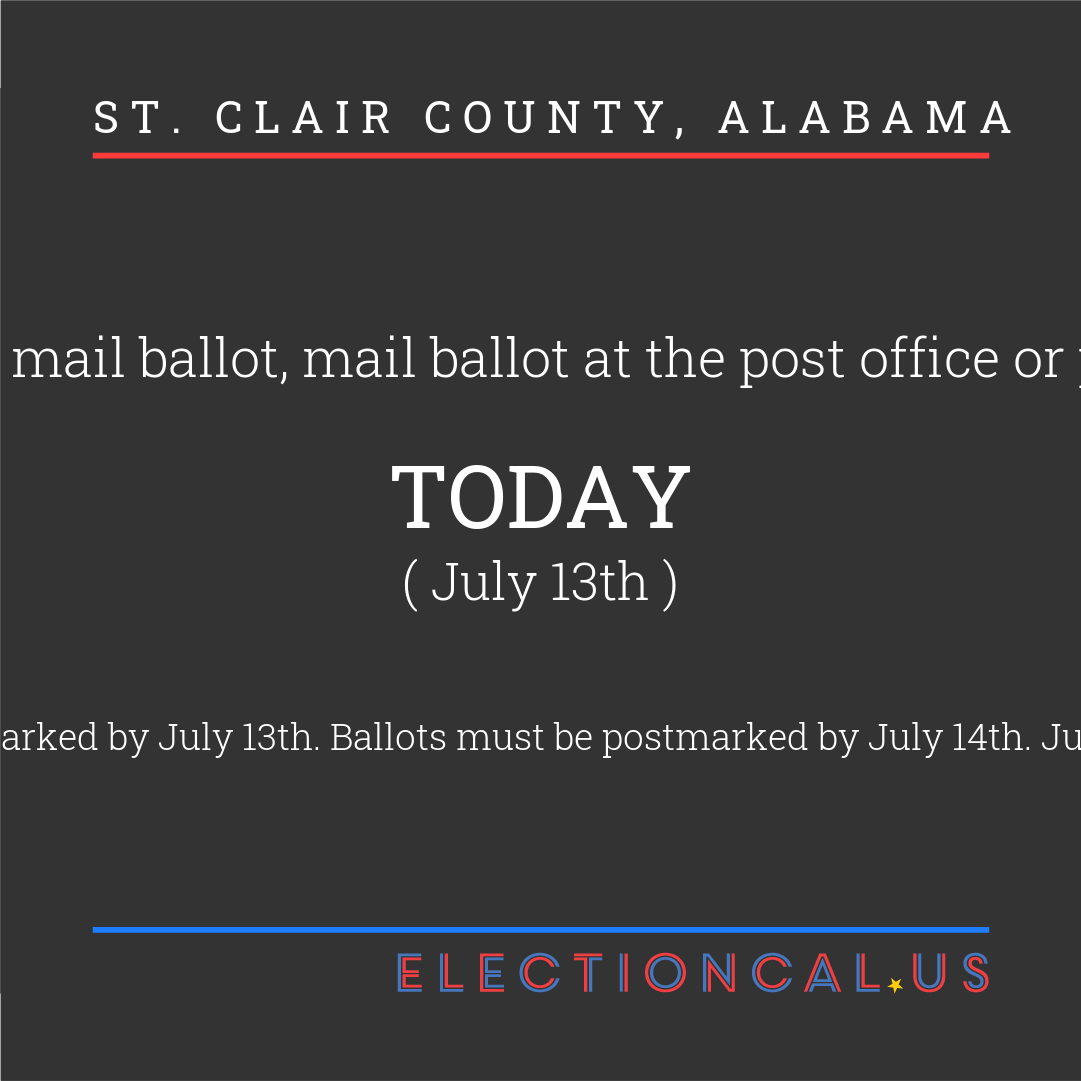 ST. CLAIR COUNTY, ALABAMA
mail ballot, mail ballot at the post office or
TODAY
( July 13th )
arked by July 13th. Ballots must be postmarked by July 14th. Ju
ELECTIONCAL.US